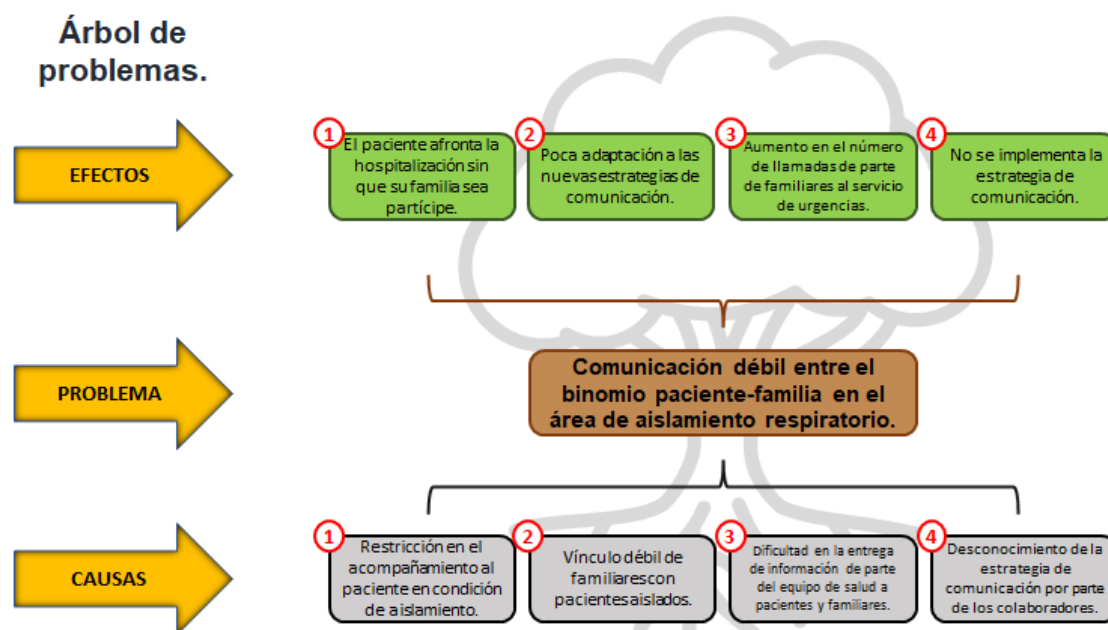 Árbol de
problemas.
EFECTOS
1
El paciente afronta la
hospitalización sin
que su familia sea
partícipe.
2
Poca adaptación a las
nuevas estrategias de
comunicación.
3
Aumento en el número
de llamadas de parte
de familiares al servicio
de urgencias.
4
No se implementa la
estrategia de
comunicación.
PROBLEMA
Comunicación débil entre el
binomio paciente-familia en el
área de aislamiento respiratorio.
CAUSAS
1
Restricción en el
acompañamiento al
paciente en condición
de aislamiento.
2
Vínculo débil de
familiares con
pacientes aislados.
3
Dificultad en la entrega
de información de parte
del equipo de salud a
pacientes y familiares.
4
Desconocimiento de la
estrategia de
comunicación por parte
de los colaboradores.